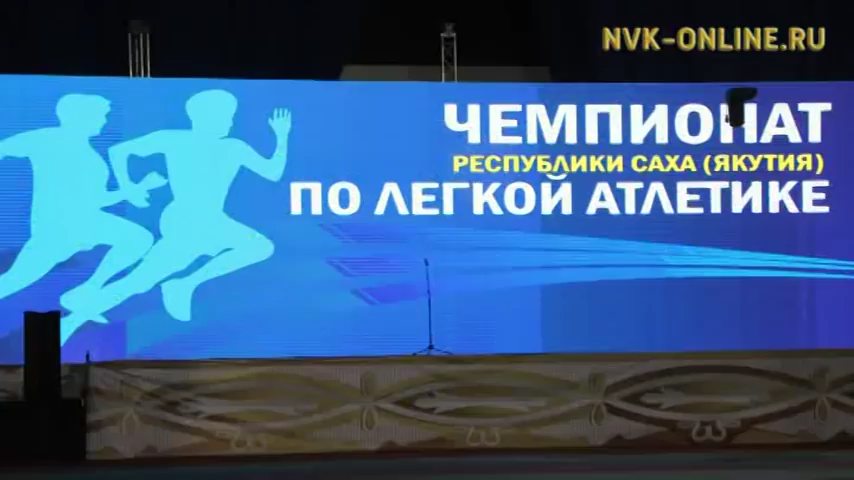 NVK-ONLINE.RU
ЧЕМПИОНАТ
РЕСПУБЛИКИ САХА (ЯКУТИЯ)
ПО ЛЕГКОЙ АТЛЕТИКЕ